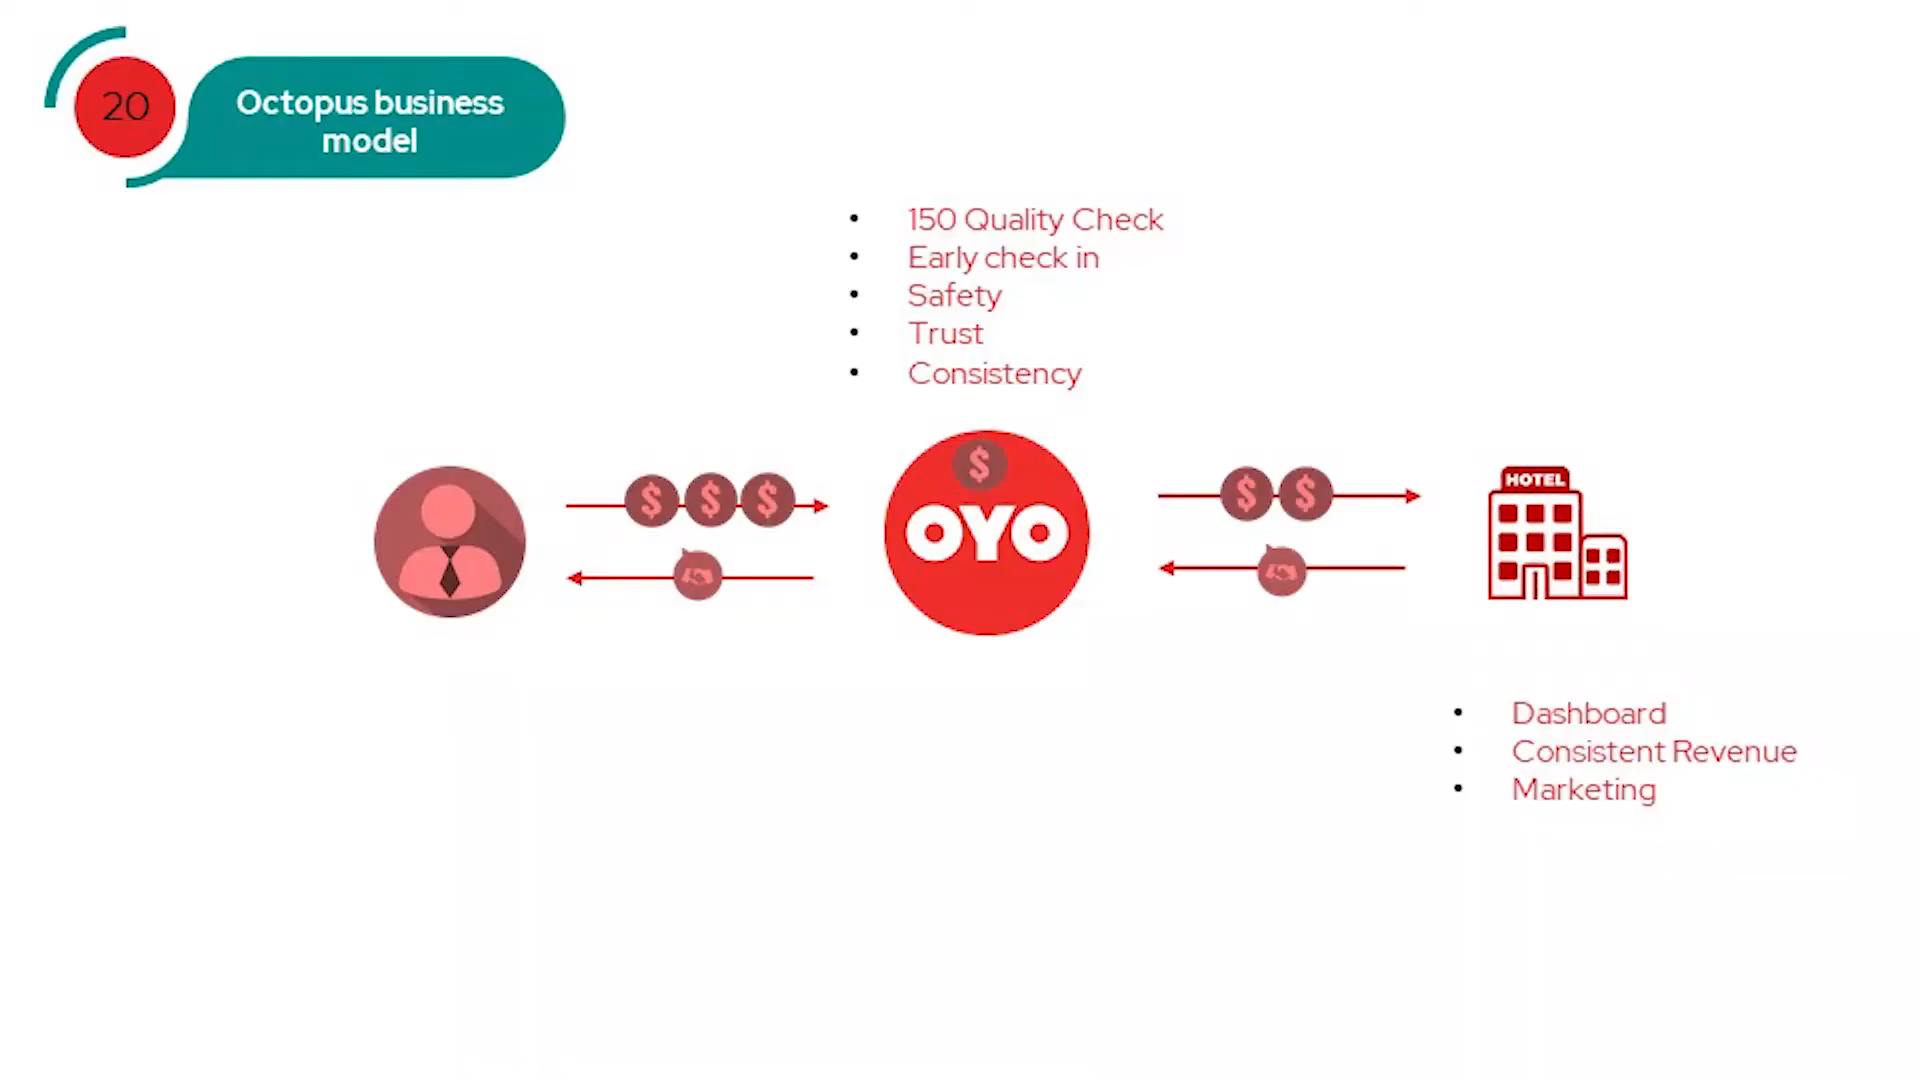 20
Octopus business
model
• 150 Quality Check
• Early check in
• Safety
• Trust
• Consistency
$ $ $
$
OYO
$ $
HOTEL
• Dashboard
• Consistent Revenue
• Marketing